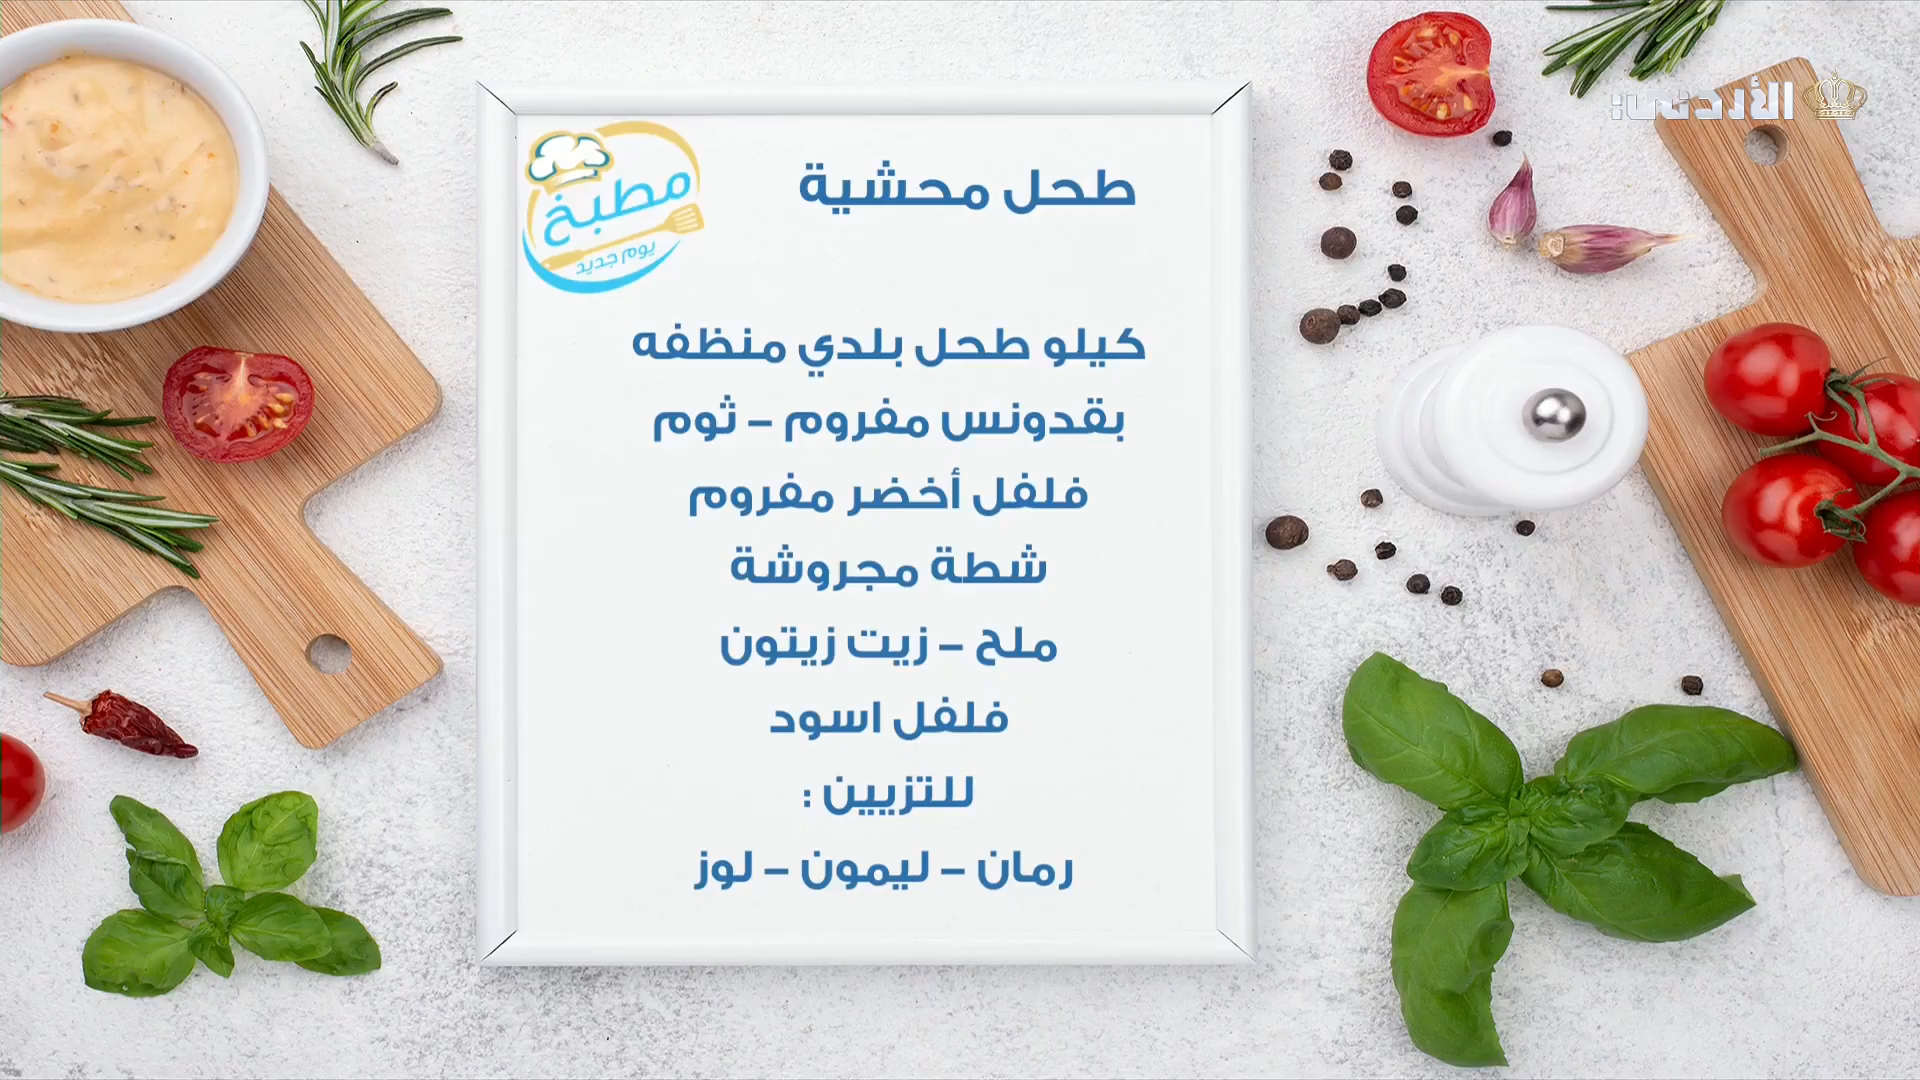 الأردني
مطبخ
يوم جديد
طحل محشية
كيلو طحل بلدي منظفه
بقدونس مفروم – ثوم
فلفل أخضر مفروم
شطة مجروشة
ملح – زيت زيتون
فلفل اسود
للتزيين :
رمان – ليمون – لوز